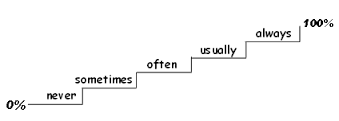 100%
always
usually
often
sometimes
never
0%